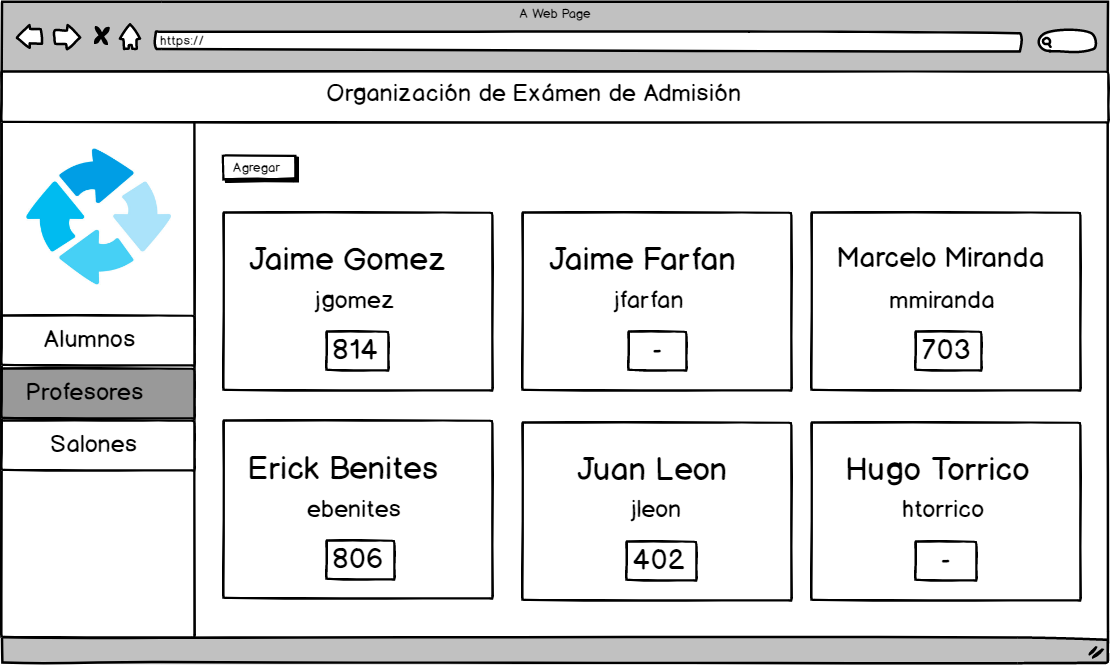 A Web Page
https://
Organización de Exámen de Admisión
Agregar
Alumnos
Profesores
Salones
Jaime Gomez
jgomez
814
Jaime Farfan
jfarfan
-
Marcelo Miranda
mmiranda
703
Erick Benites
ebenites
806
Juan Leon
jleon
402
Hugo Torrico
htorrico
-